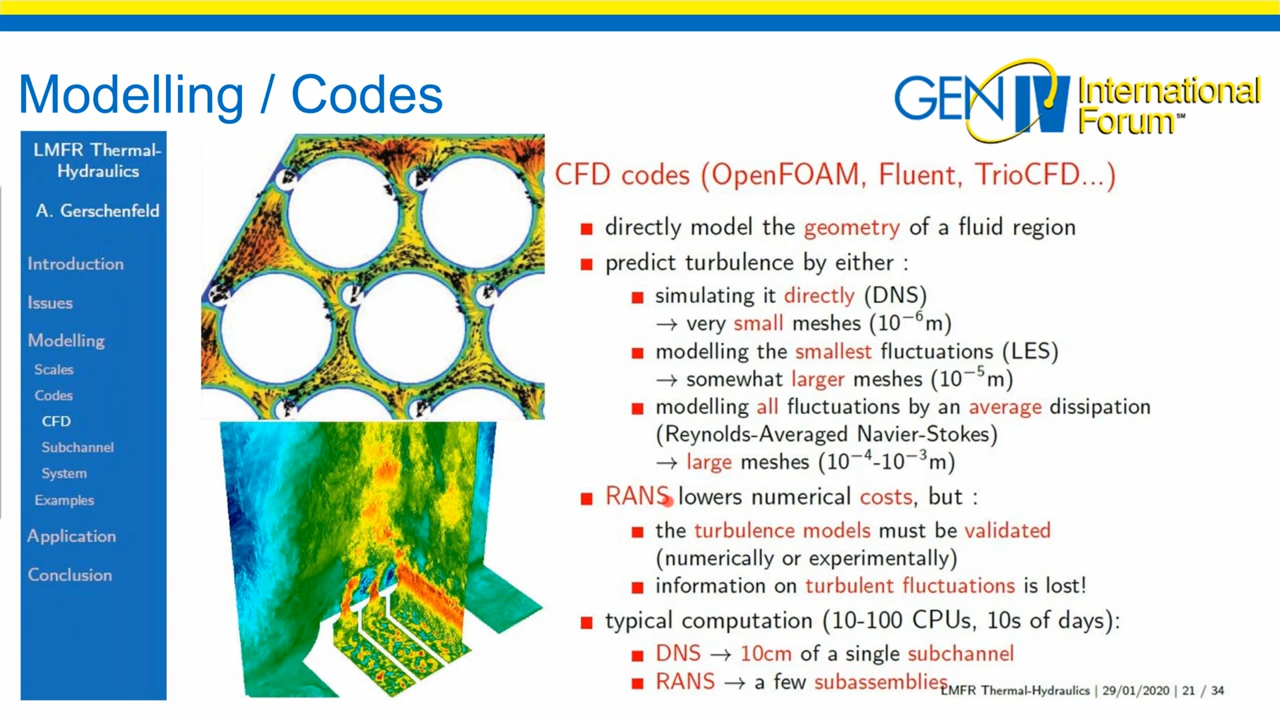 Modelling / Codes
GEN IV International
Forum℠
LMFR Thermal-
Hydraulics
A. Gerschenfeld
Introduction
Issues
Modelling
Scales
Codes
CFD
Subchannel
System
Examples
Application
Conclusion
CFD codes (OpenFOAM, Fluent, TrioCFD...)
■ directly model the geometry of a fluid region
■ predict turbulence by either :
■ simulating it directly (DNS)
→ very small meshes (10⁻⁶m)
■ modelling the smallest fluctuations (LES)
→ somewhat larger meshes (10⁻⁵m)
■ modelling all fluctuations by an average dissipation
(Reynolds-Averaged Navier-Stokes)
→ large meshes (10⁻⁴-10⁻³m)
■ RANS lowers numerical costs, but :
■ the turbulence models must be validated
(numerically or experimentally)
■ information on turbulent fluctuations is lost!
■ typical computation (10-100 CPUs, 10s of days):
■ DNS → 10cm of a single subchannel
■ RANS → a few subassemblies
LMFR Thermal-Hydraulics | 29/01/2020 | 21 / 34